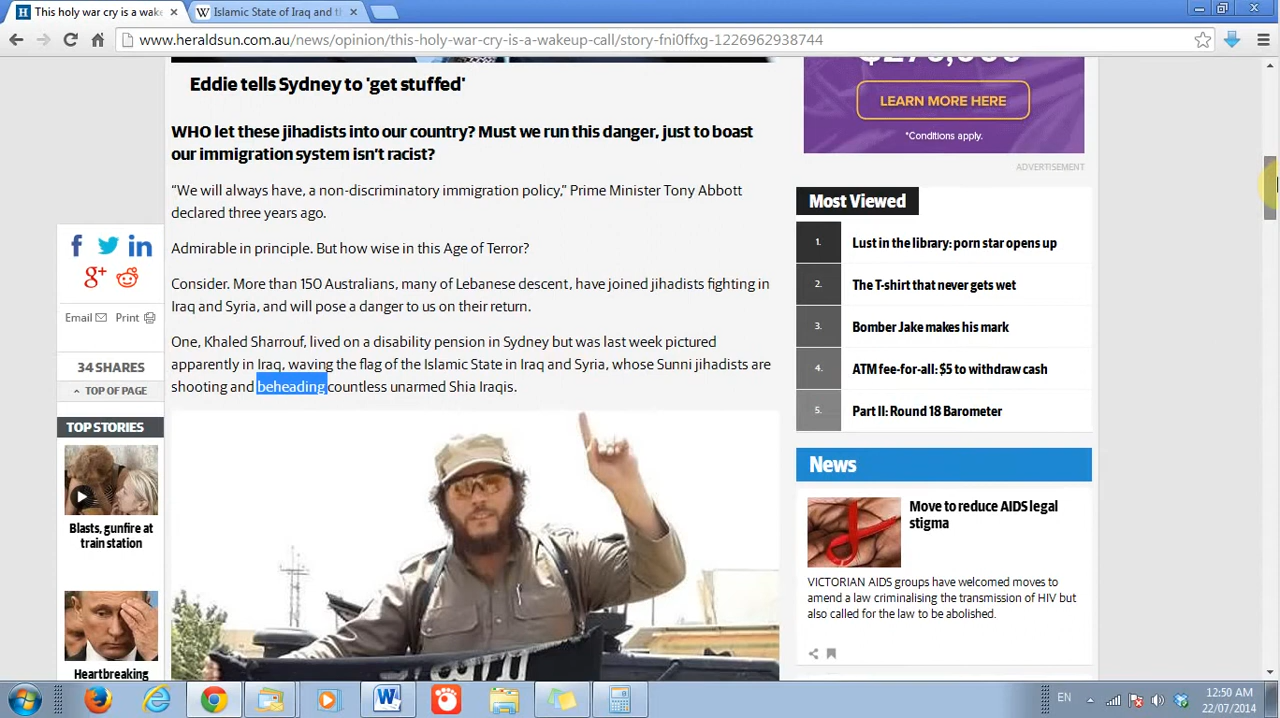 This holy war cry is a wake
Islamic State of Iraq and th
www.heraldsun.com.au/news/opinion/this-holy-war-cry-is-a-wakeup-call/story-fni0ffxg-1226962938744
Eddie tells Sydney to 'get stuffed'
WHO let these jihadists into our country? Must we run this danger, just to boast
our immigration system isn't racist?
“We will always have, a non-discriminatory immigration policy,” Prime Minister Tony Abbott
declared three years ago.
Admirable in principle. But how wise in this Age of Terror?
Consider. More than 150 Australians, many of Lebanese descent, have joined jihadists fighting in
Iraq and Syria, and will pose a danger to us on their return.
One, Khaled Sharrouf, lived on a disability pension in Sydney but was last week pictured
apparently in Iraq, waving the flag of the Islamic State in Iraq and Syria, whose Sunni jihadists are
shooting and beheading countless unarmed Shia Iraqis.
Email
Print
34 SHARES
TOP OF PAGE
TOP STORIES
Blasts, gunfire at
train station
Heartbreaking
LEARN MORE HERE
*Conditions apply.
ADVERTISEMENT
Most Viewed
1. Lust in the library: porn star opens up
2. The T-shirt that never gets wet
3. Bomber Jake makes his mark
4. ATM fee-for-all: $5 to withdraw cash
5. Part II: Round 18 Barometer
News
Move to reduce AIDS legal
stigma
VICTORIAN AIDS groups have welcomed moves to
amend a law criminalising the transmission of HIV but
also called for the law to be abolished.
EN
12:50 AM
22/07/2014